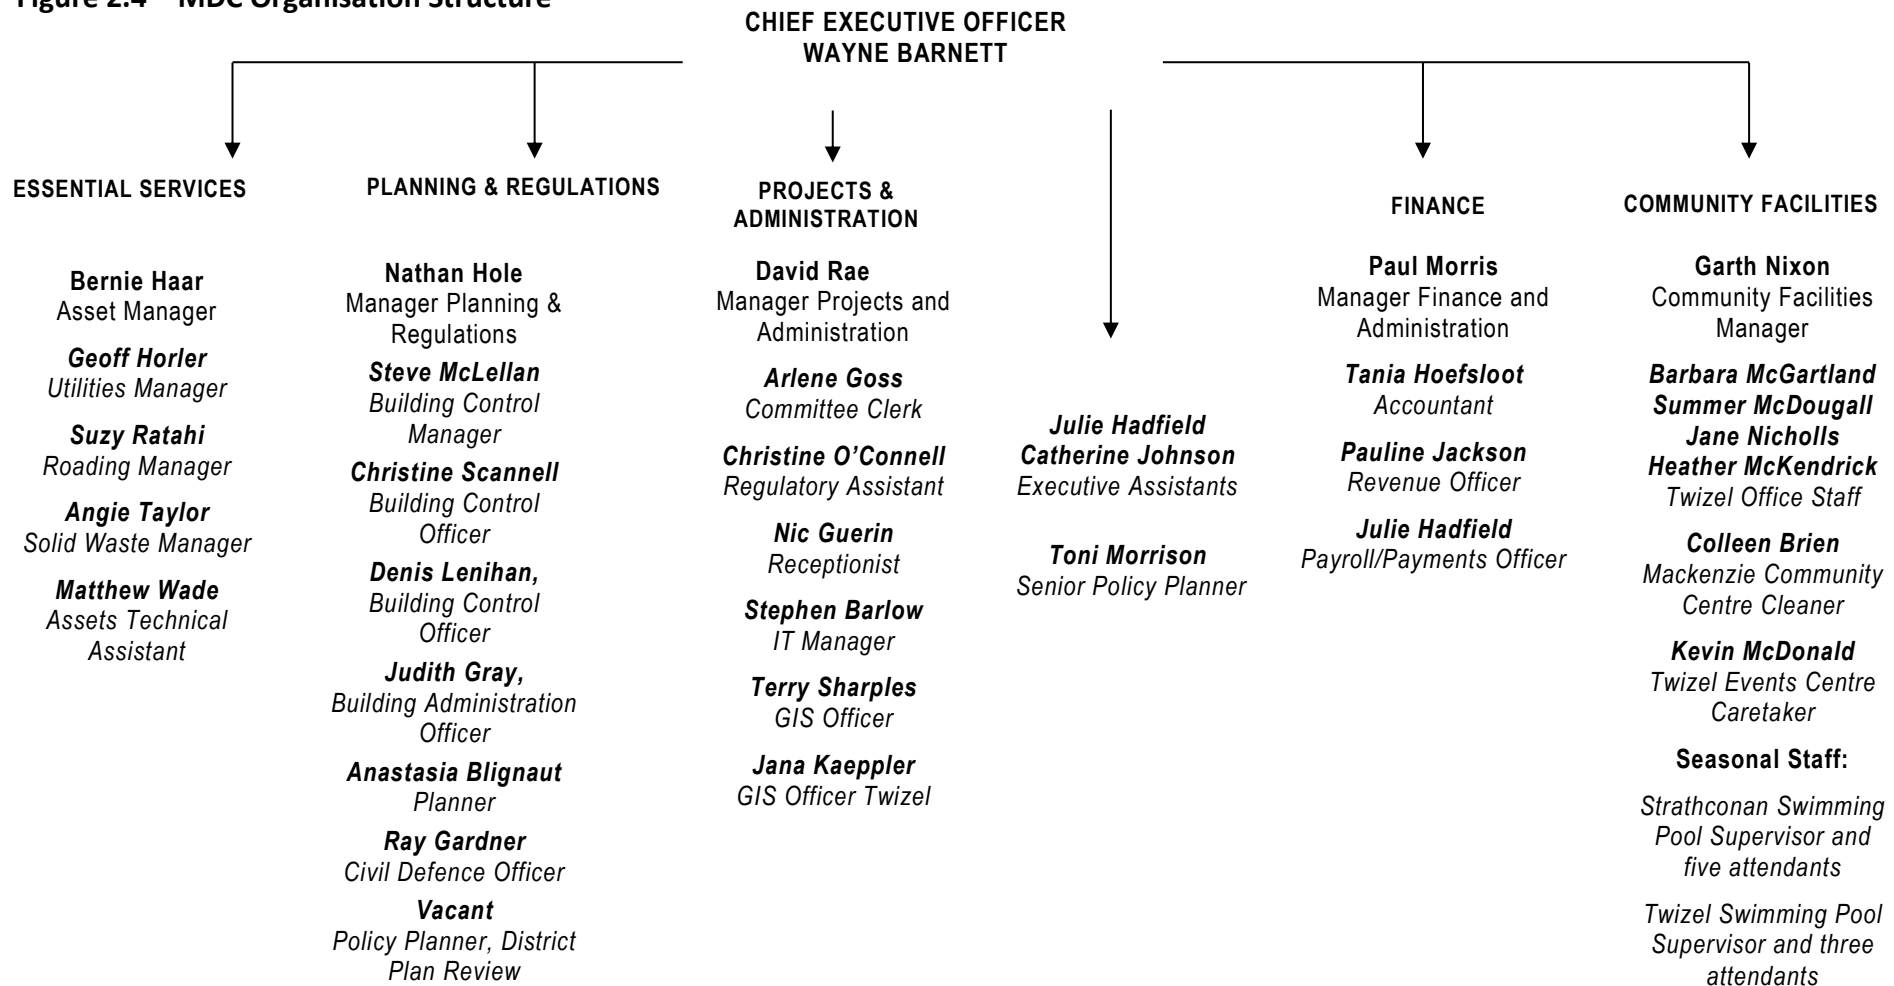 Figure 2.4 MDC Organisation Structure
CHIEF EXECUTIVE OFFICER
WAYNE BARNETT
ESSENTIAL SERVICES
Bernie Haar
Asset Manager
Geoff Horler
Utilities Manager
Suzy Ratahi
Roading Manager
Angie Taylor
Solid Waste Manager
Matthew Wade
Assets Technical
Assistant
PLANNING & REGULATIONS
Nathan Hole
Manager Planning &
Regulations
Steve McLellan
Building Control
Manager
Christine Scannell
Building Control
Officer
Denis Lenihan,
Building Control
Officer
Judith Gray,
Building Administration
Officer
Anastasia Blignaut
Planner
Ray Gardner
Civil Defence Officer
Vacant
Policy Planner, District
Plan Review
PROJECTS &
ADMINISTRATION
David Rae
Manager Projects and
Administration
Arlene Goss
Committee Clerk
Christine O’Connell
Regulatory Assistant
Nic Guerin
Receptionist
Stephen Barlow
IT Manager
Terry Sharples
GIS Officer
Jana Kaeppler
GIS Officer Twizel
Julie Hadfield
Catherine Johnson
Executive Assistants
Toni Morrison
Senior Policy Planner
FINANCE
Paul Morris
Manager Finance and
Administration
Tania Hoefsloot
Accountant
Pauline Jackson
Revenue Officer
Julie Hadfield
Payroll/Payments Officer
COMMUNITY FACILITIES
Garth Nixon
Community Facilities
Manager
Barbara McGartland
Summer McDougall
Jane Nicholls
Heather McKendrick
Twizel Office Staff
Colleen Brien
Mackenzie Community
Centre Cleaner
Kevin McDonald
Twizel Events Centre
Caretaker
Seasonal Staff:
Strathconan Swimming
Pool Supervisor and
five attendants
Twizel Swimming Pool
Supervisor and three
attendants